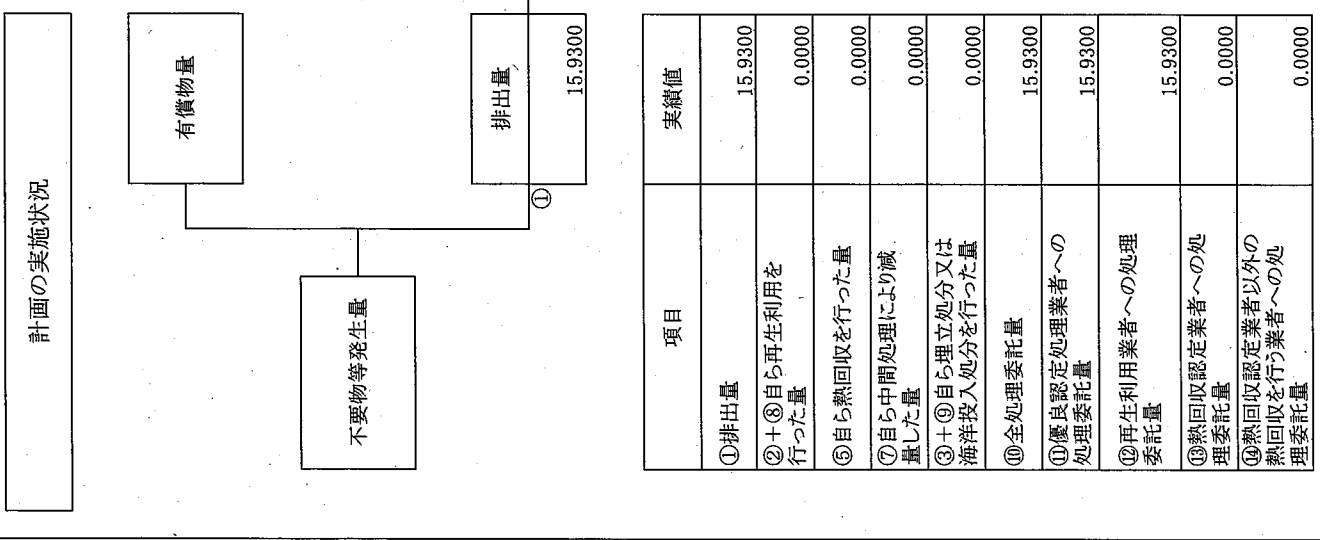 計画の実施状況
有償物量
不要物等発生量
排出量
①
15.9300
項目 実績値
①排出量 15.9300
②+⑧自ら再生利用を
行った量 0.0000
⑤自ら熱回収を行った量 0.0000
⑦自ら中間処理により減
量した量 0.0000
③+⑨自ら埋立処分又は
海洋投入処分を行った量 0.0000
⑩全処理委託量 15.9300
⑪優良認定処理業者への
処理委託量 15.9300
⑫再生利用業者への処理
委託量 15.9300
⑬熱回収認定業者への処
理委託量 0.0000
⑭熱回収認定業者以外の
熱回収を行う業者への処
理委託量 0.0000